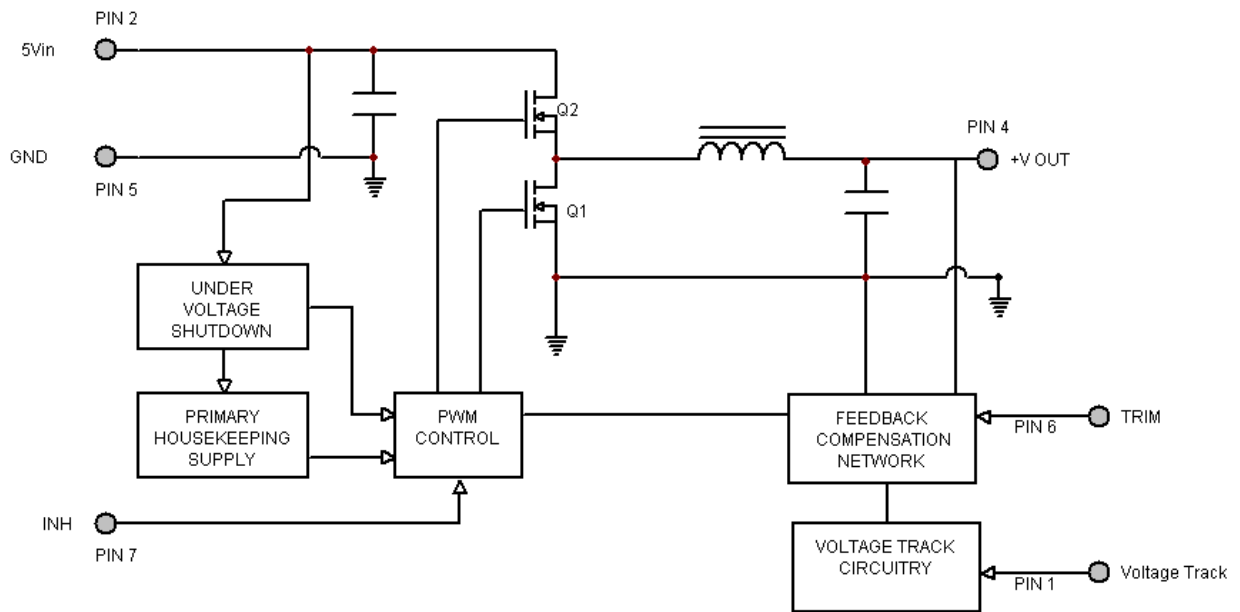 PIN 2
5Vin
Q2
PIN 4
+V OUT
GND
PIN 5
Q1
UNDER
VOLTAGE
SHUTDOWN
PRIMARY
HOUSEKEEPING
SUPPLY
PWM
CONTROL
FEEDBACK
COMPENSATION
NETWORK
PIN 6
TRIM
INH
PIN 7
VOLTAGE TRACK
CIRCUITRY
PIN 1
Voltage Track